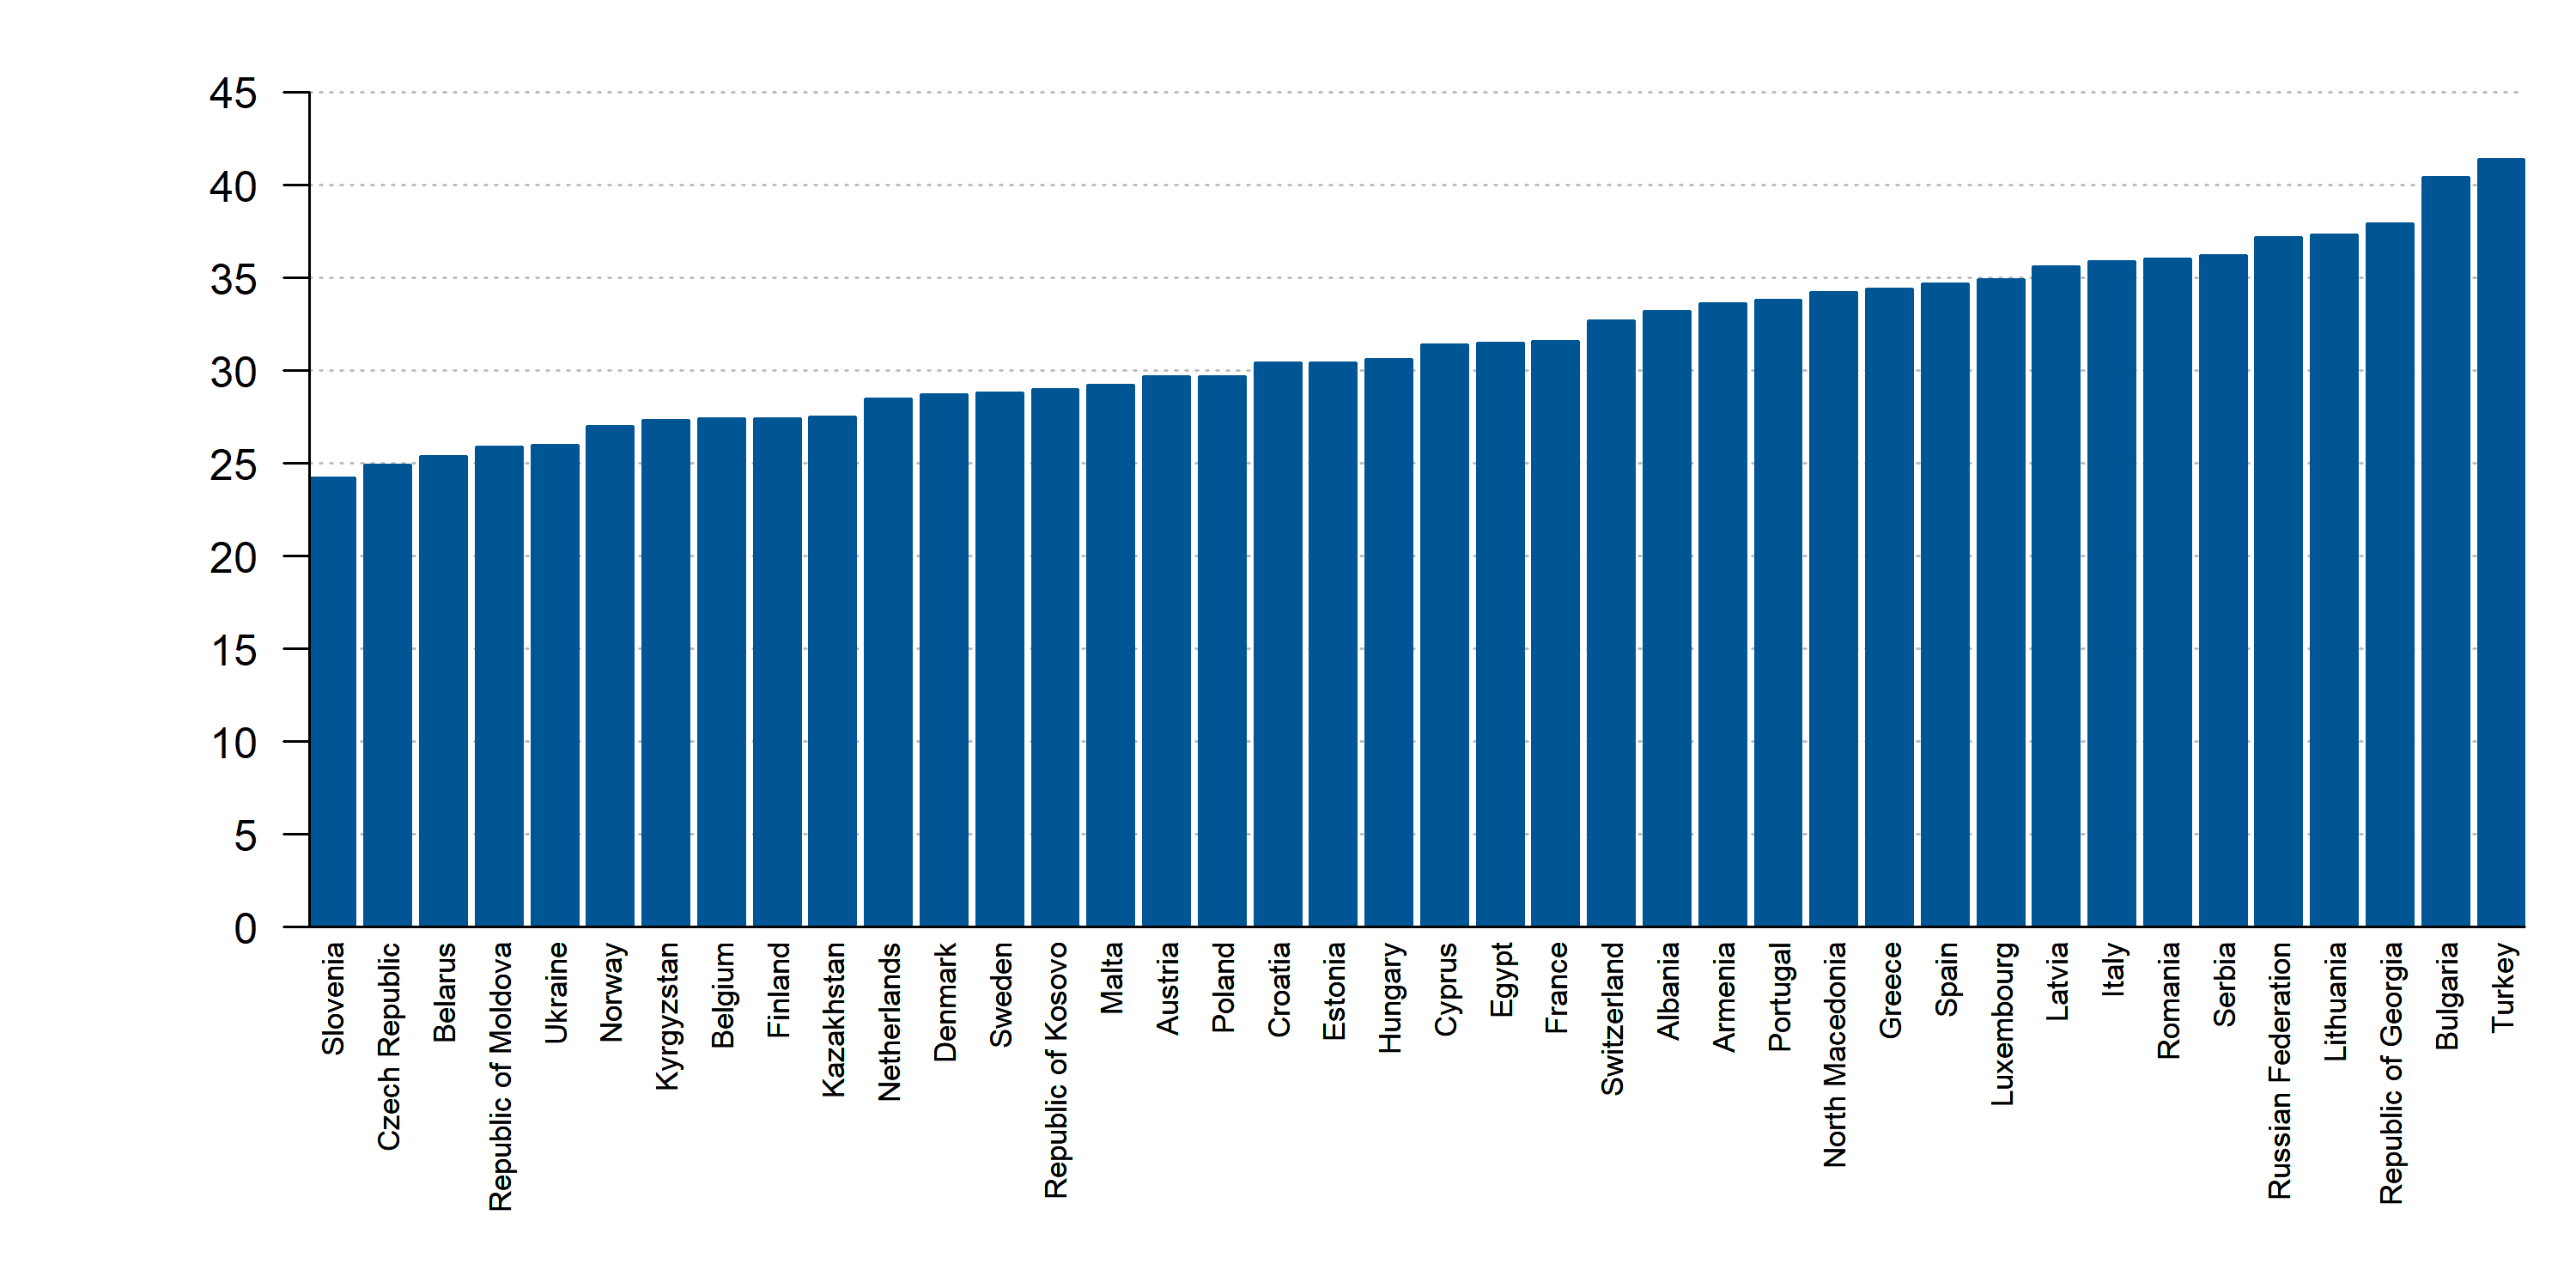 45
40
35
30
25
20
15
10
5
0
Slovenia
Czech Republic
Belarus
Republic of Moldova
Ukraine
Norway
Kyrgyzstan
Belgium
Finland
Kazakhstan
Netherlands
Denmark
Sweden
Republic of Kosovo
Malta
Austria
Poland
Croatia
Estonia
Hungary
Cyprus
Egypt
France
Switzerland
Albania
Armenia
Portugal
North Macedonia
Greece
Spain
Luxembourg
Latvia
Italy
Romania
Serbia
Russian Federation
Lithuania
Republic of Georgia
Bulgaria
Turkey